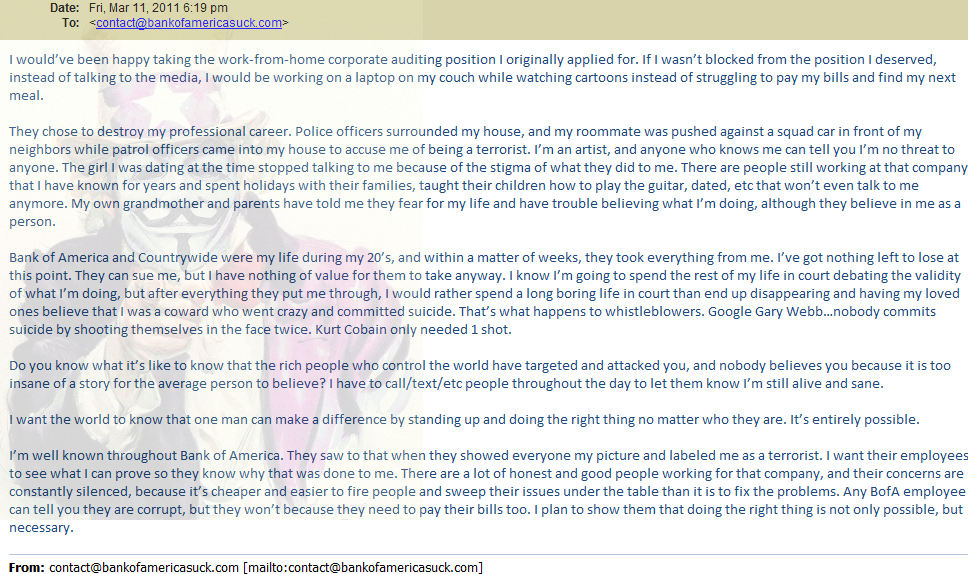 Date: Fri, Mar 11, 2011 6:19 pm
To: <contact@bankofamericasuck.com>
I would've been happy taking the work-from-home corporate auditing position I originally applied for. If I wasn't blocked from the position I deserved,
instead of talking to the media, I would be working on a laptop on my couch while watching cartoons instead of struggling to pay my bills and find my next
meal.
They chose to destroy my professional career. Police officers surrounded my house, and my roommate was pushed against a squad car in front of my
neighbors while patrol officers came into my house to accuse me of being a terrorist. I'm an artist, and anyone who knows me can tell you I'm no threat to
anyone. The girl I was dating at the time stopped talking to me because of the stigma of what they did to me. There are people still working at that company
that I have known for years and spent holidays with their families, taught their children how to play the guitar, dated, etc that won't even talk to me
anymore. My own grandmother and parents have told me they fear for my life and have trouble believing what I'm doing, although they believe in me as a
person.
Bank of America and Countrywide were my life during my 20's, and within a matter of weeks, they took everything from me. I've got nothing left to lose at
this point. They can sue me, but I have nothing of value for them to take anyway. I know I'm going to spend the rest of my life in court debating the validity
of what I'm doing, but after everything they put me through, I would rather spend a long boring life in court than end up disappearing and having my loved
ones believe that I was a coward who went crazy and committed suicide. That's what happens to whistleblowers. Google Gary Webb…nobody commits
suicide by shooting themselves in the face twice. Kurt Cobain only needed 1 shot.
Do you know what it's like to know that the rich people who control the world have targeted and attacked you, and nobody believes you because it is too
insane of a story for the average person to believe? I have to call/text/etc people throughout the day to let them know I'm still alive and sane.
I want the world to know that one man can make a difference by standing up and doing the right thing no matter who they are. It's entirely possible.
I'm well known throughout Bank of America. They saw to that when they showed everyone my picture and labeled me as a terrorist. I want their employees
to see what I can prove so they know why that was done to me. There are a lot of honest and good people working for that company, and their concerns are
constantly silenced, because it's cheaper and easier to fire people and sweep their issues under the table than it is to fix the problems. Any BofA employee
can tell you they are corrupt, but they won't because they need to pay their bills too. I plan to show them that doing the right thing is not only possible, but
necessary.
From: contact@bankofamericasuck.com [mailto:contact@bankofamericasuck.com]